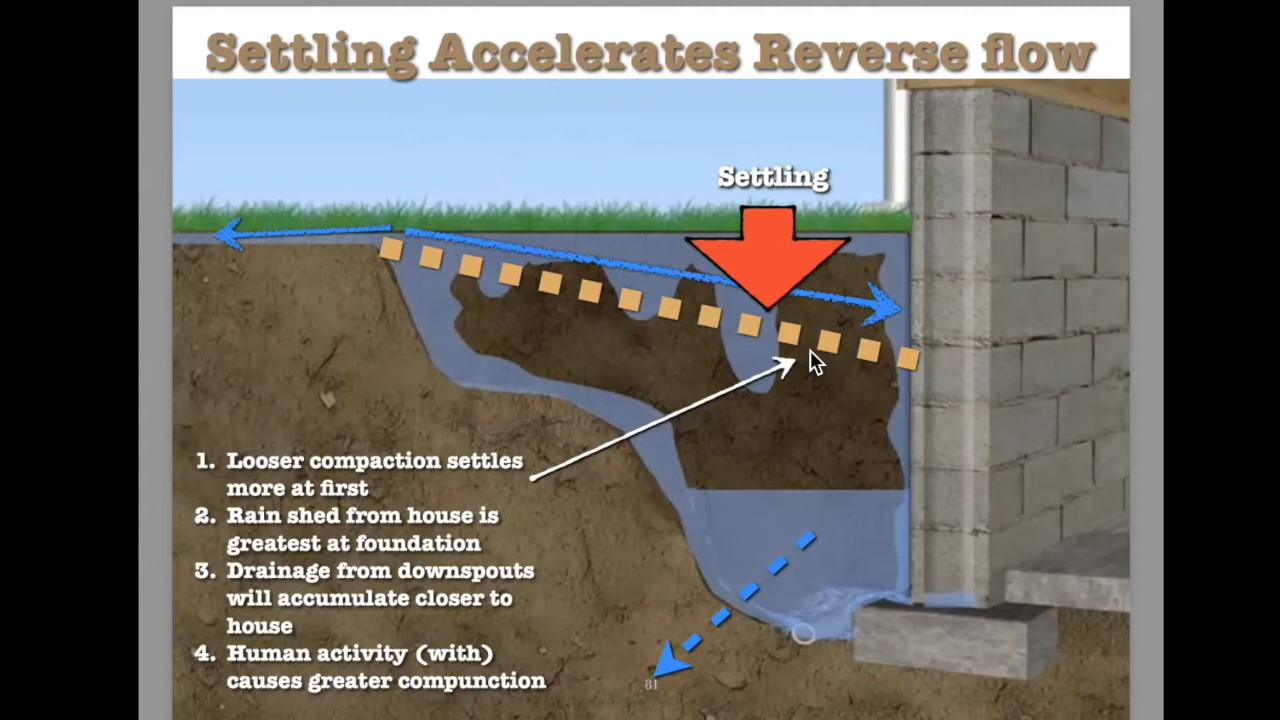 Settling Accelerates Reverse flow
Settling
1. Looser compaction settles
more at first
2. Rain shed from house is
greatest at foundation
3. Drainage from downspouts
will accumulate closer to
house
4. Human activity (with)
causes greater compunction
81